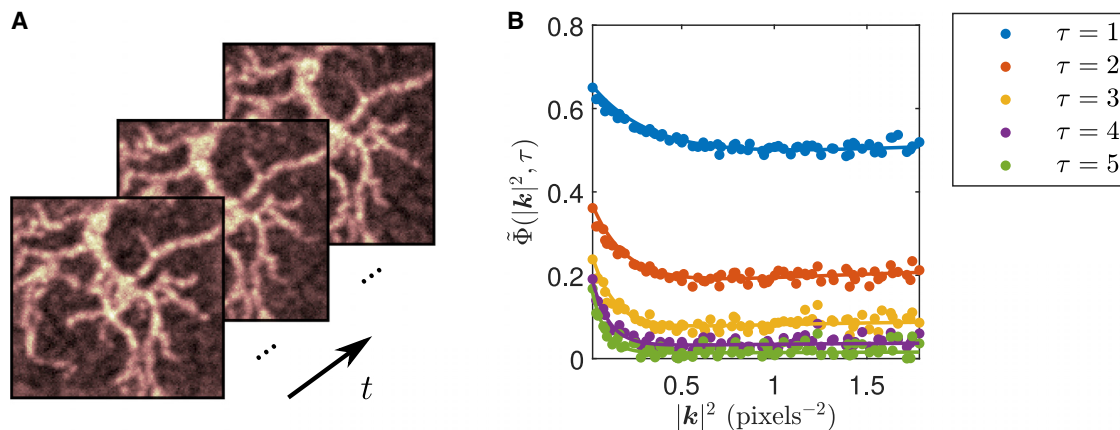 A
t
B
0.8
0.6
0.4
0.2
0
0.5
1
1.5
Φ̃(|k|², τ)
|k|² (pixels⁻²)
τ = 1
τ = 2
τ = 3
τ = 4
τ = 5